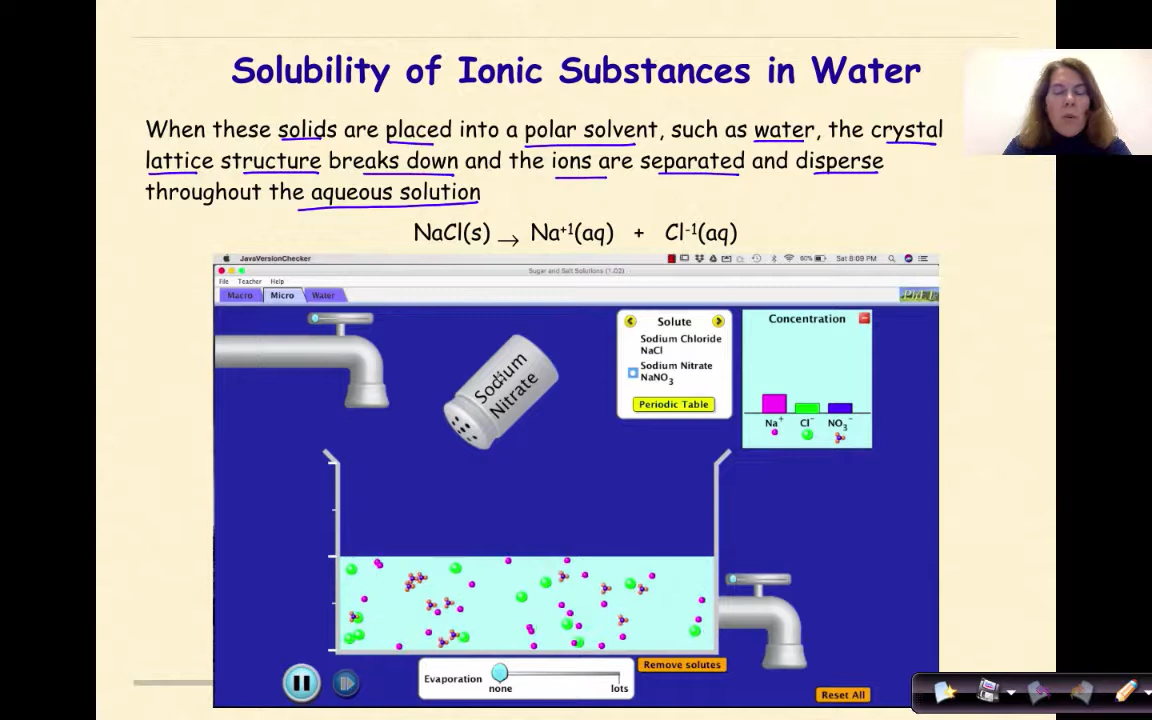 Solubility of Ionic Substances in Water
When these solids are placed into a polar solvent, such as water, the crystal
lattice structure breaks down and the ions are separated and disperse
throughout the aqueous solution
NaCl(s) → Na+1(aq) + Cl-1(aq)
JavaVersionChecker
60% Sat 8:09 PM
Sugar and Salt Solutions (1.02)
File Teacher Help
Macro Micro Water
PhET
Solute
Sodium Chloride
NaCl
Sodium Nitrate
NaNO3
Periodic Table
Concentration
Na+ Cl− NO3−
Sodium
Nitrate
Evaporation
none lots
Remove solutes
Reset All